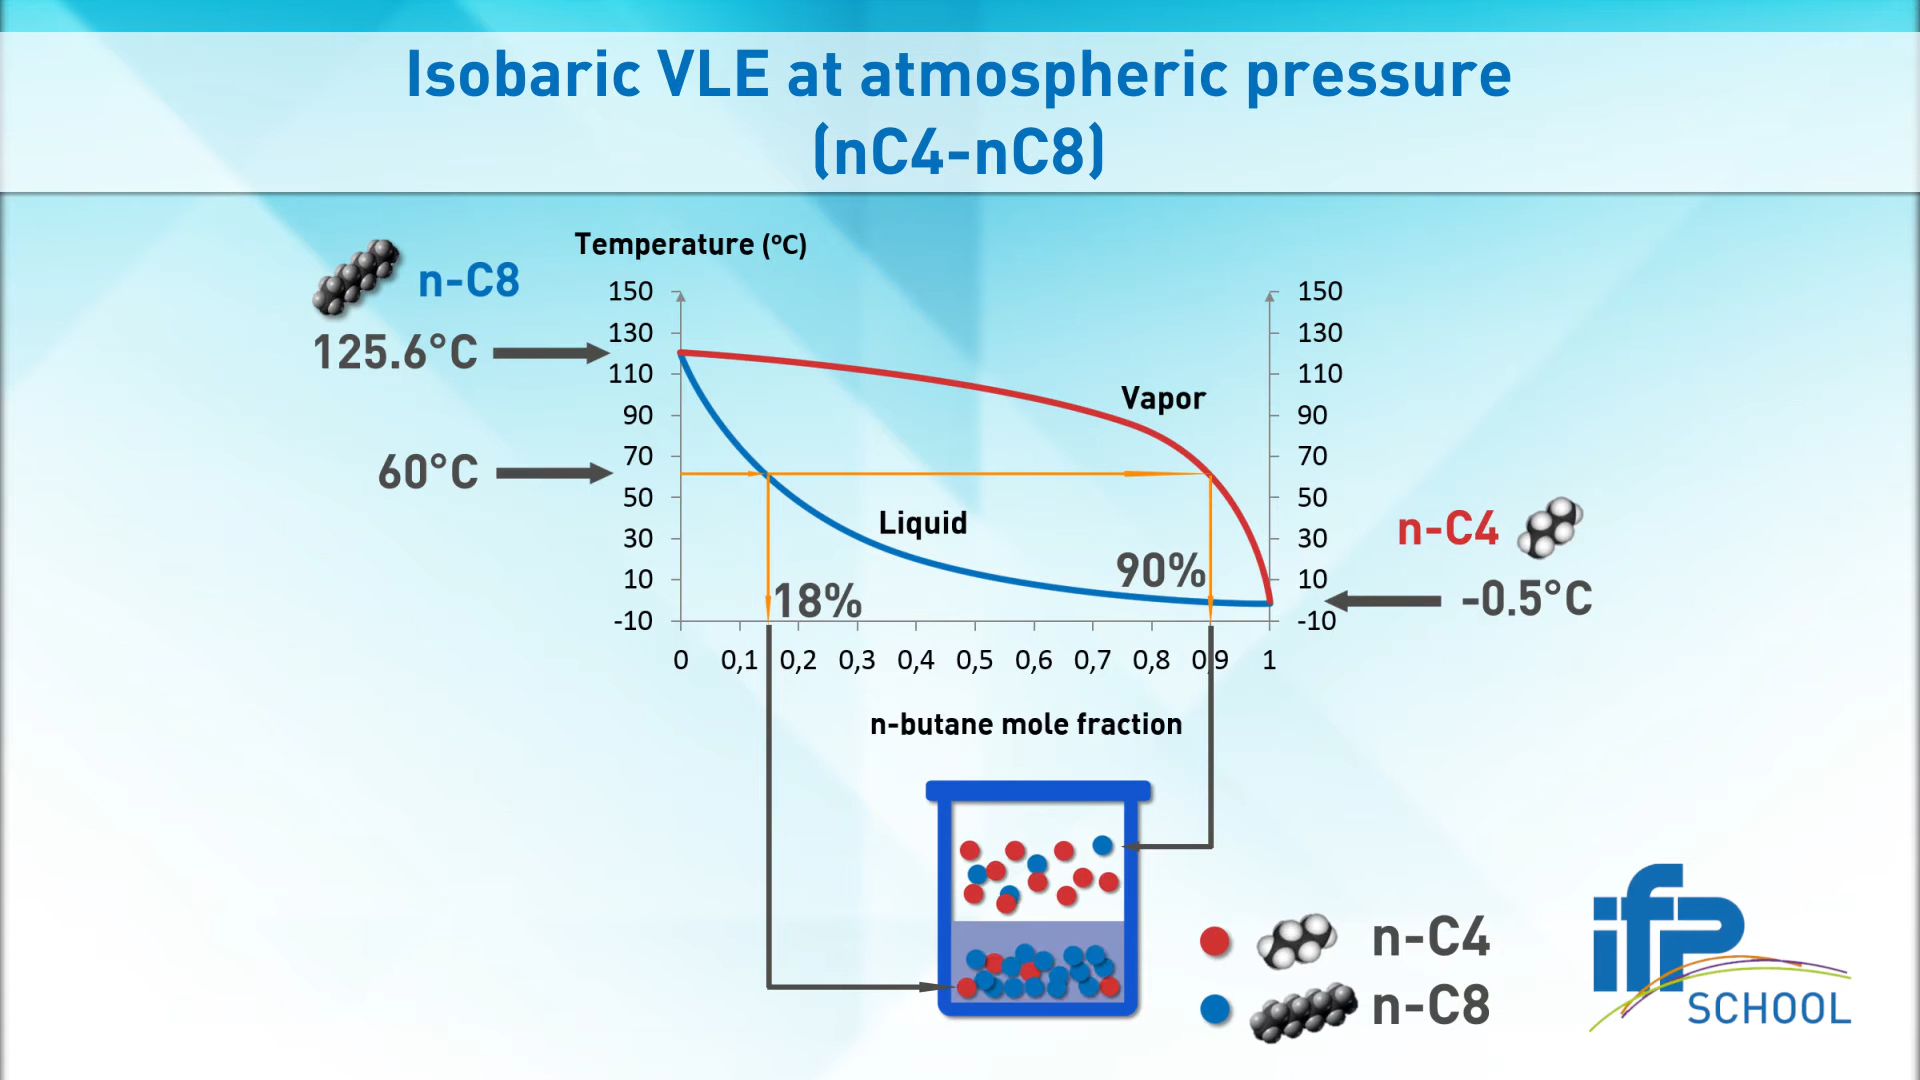 Isobaric VLE at atmospheric pressure
(nC4-nC8)
Temperature (°C)
n-C8
125.6°C
60°C
150
130
110
90
70
50
30
10
-10
Vapor
Liquid
18%
90%
150
130
110
90
70
50
30
10
-10
n-C4
-0.5°C
0 0,1 0,2 0,3 0,4 0,5 0,6 0,7 0,8 0,9 1
n-butane mole fraction
n-C4
n-C8
ifp
SCHOOL